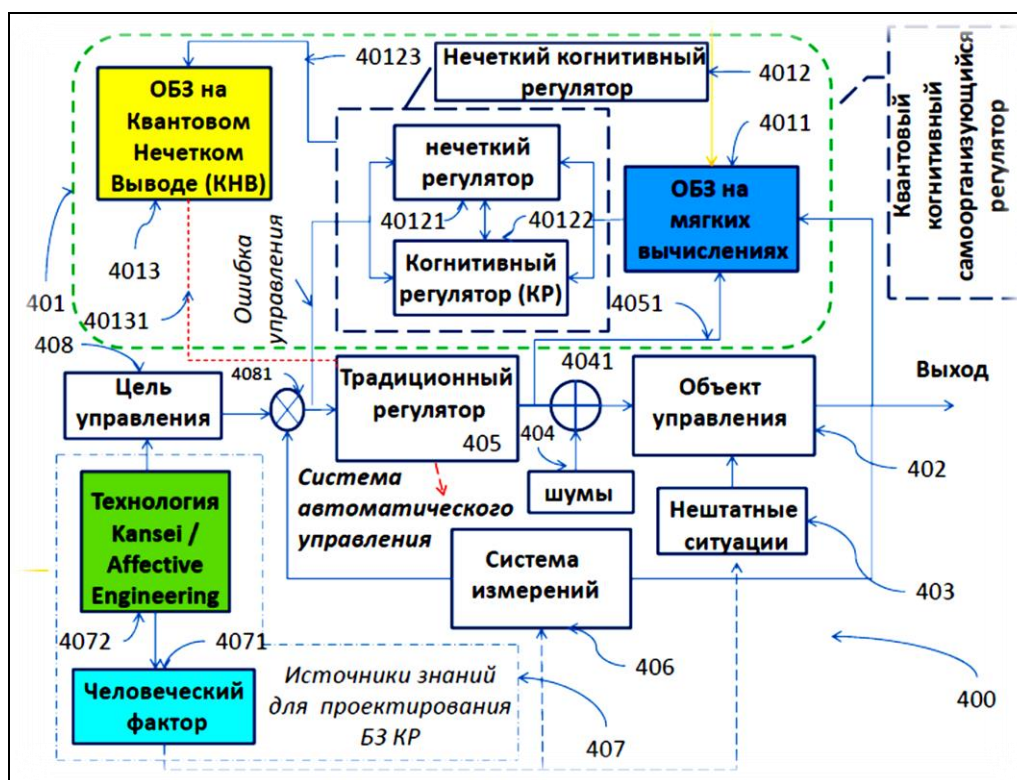 40123
Нечеткий когнитивный
регулятор
4012
ОБЗ на
Квантовом
Нечетком
Выводе (КНВ)
4011
нечеткий
регулятор
ОБЗ на
мягких
вычислениях
Квантовый
когнитивный
самоорганизующийся
регулятор
40121
40122
Когнитивный
регулятор (КР)
4013
Ошибка
управления
401
40131
4051
408
4081
4041
Выход
Цель
управления
Традиционный
регулятор
405
Объект
управления
404
402
шумы
Нештатные
ситуации
Система
автоматического
управления
Технология
Kansei /
Affective
Engineering
Система
измерений
403
4072
4071
406
400
Человеческий
фактор
Источники знаний
для проектирования
БЗ КР
407